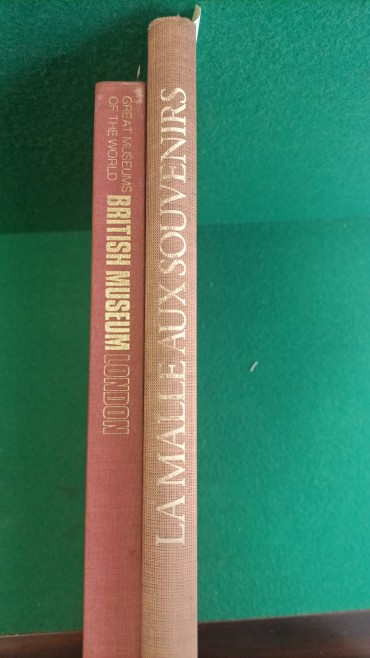 GREAT MUSEUMS
OF THE WORLD
BRITISH MUSEUM LONDON
LA MALLE AUX SOUVENIRS